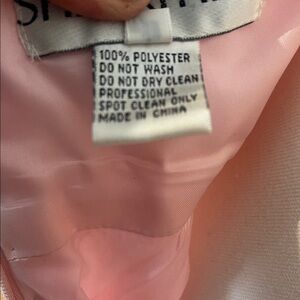 100% POLYESTER
DO NOT WASH
DO NOT DRY CLEAN
PROFESSIONAL
SPOT CLEAN ONLY
MADE IN CHINA